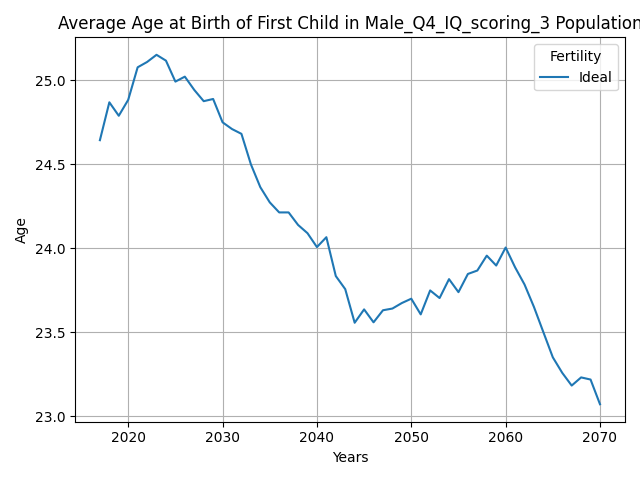 Average Age at Birth of First Child in Male_Q4_IQ_scoring_3 Population
Fertility
Ideal
Age
25.0
24.5
24.0
23.5
23.0
2020 2030 2040 2050 2060 2070
Years